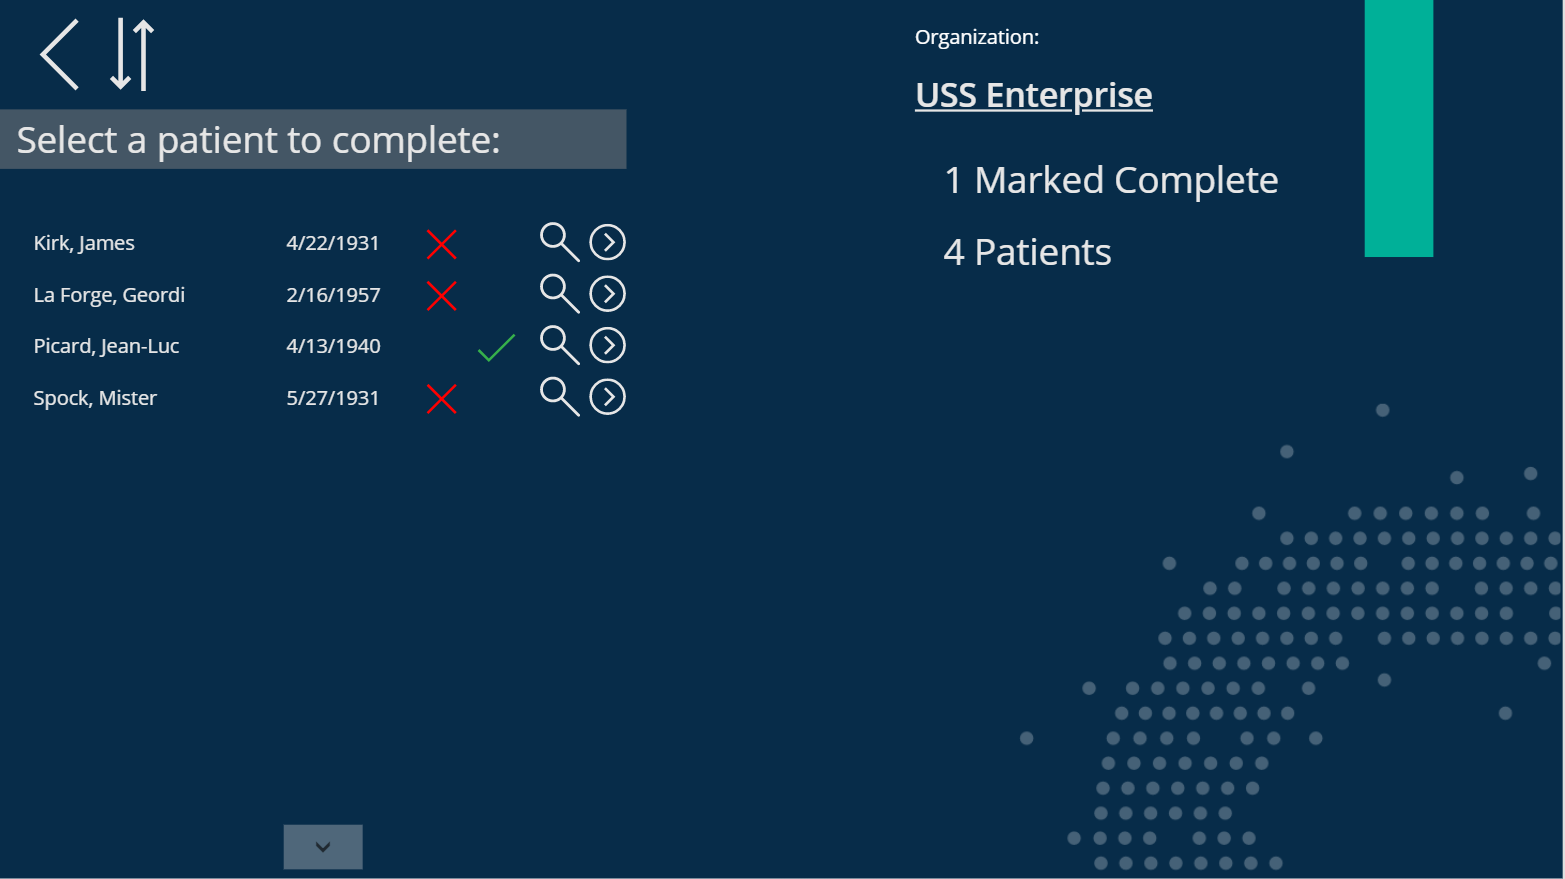 Organization:
USS Enterprise
1 Marked Complete
4 Patients
Select a patient to complete:
Kirk, James 4/22/1931
La Forge, Geordi 2/16/1957
Picard, Jean-Luc 4/13/1940
Spock, Mister 5/27/1931